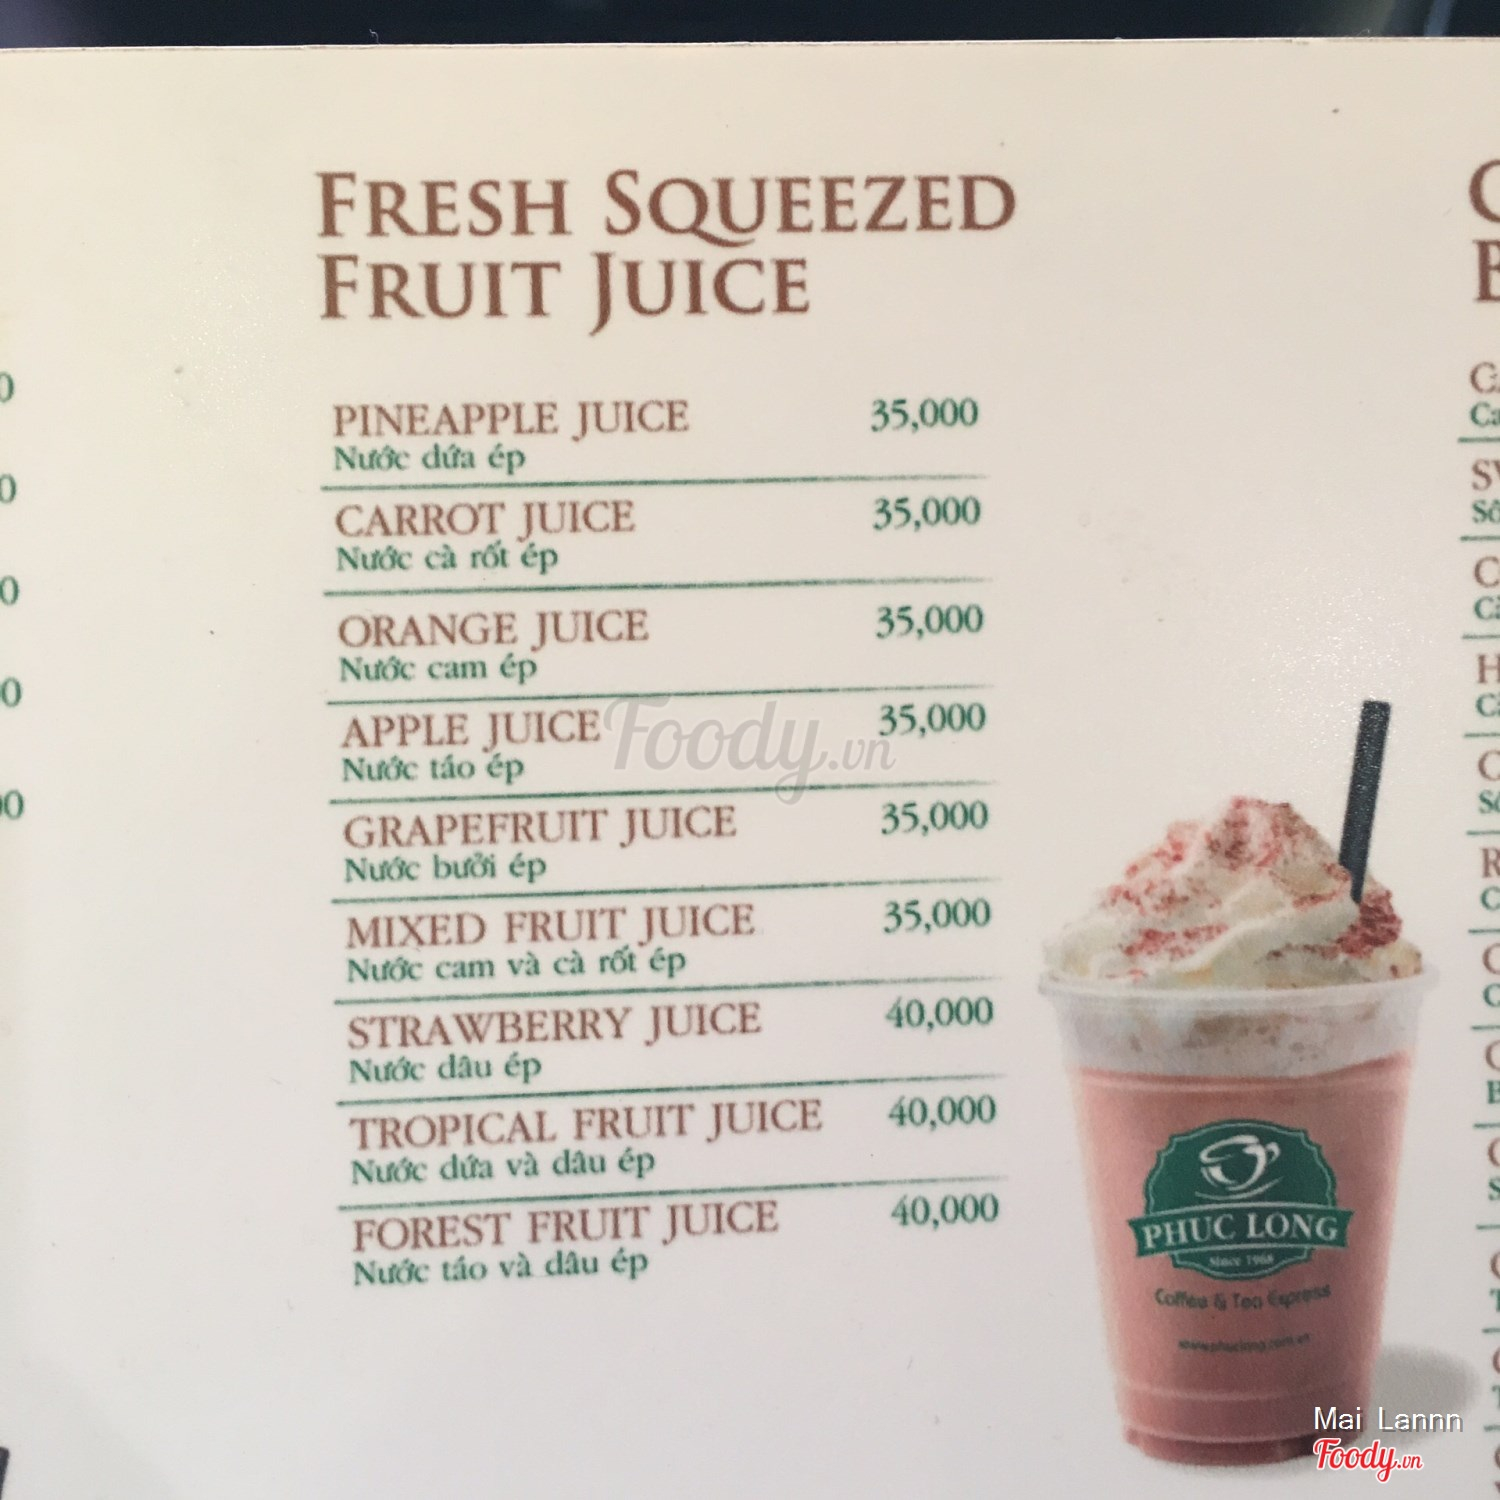 FRESH SQUEEZED
FRUIT JUICE
PINEAPPLE JUICE 35,000
Nước dứa ép
CARROT JUICE 35,000
Nước cà rốt ép
ORANGE JUICE 35,000
Nước cam ép
APPLE JUICE 35,000
Nước táo ép
GRAPEFRUIT JUICE 35,000
Nước bưởi ép
MIXED FRUIT JUICE 35,000
Nước cam và cà rốt ép
STRAWBERRY JUICE 40,000
Nước dâu ép
TROPICAL FRUIT JUICE 40,000
Nước dứa và dâu ép
FOREST FRUIT JUICE 40,000
Nước táo và dâu ép
Foody.vn
PHUC LONG
Since 1968
Coffee & Tea Express
www.phuclong.com.vn
Mai Lannn
Foody.vn